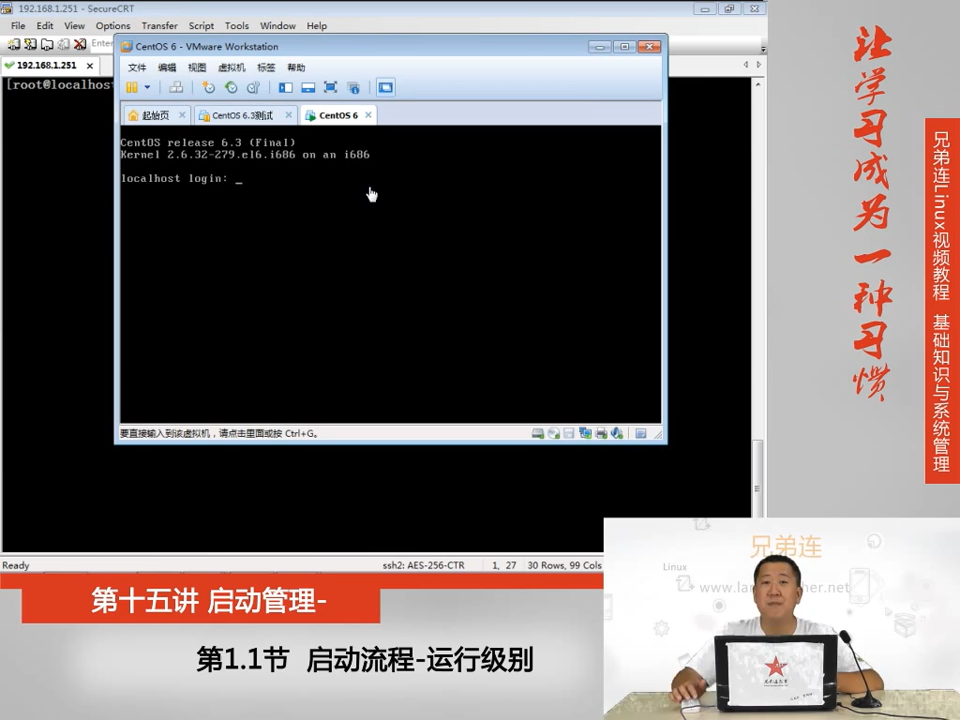 192.168.1.251 - SecureCRT
File Edit View Options Transfer Script Tools Window Help
Enter
192.168.1.251
[root@localhost
CentOS 6 - VMware Workstation
文件 编辑 视图 虚拟机 标签 帮助
起始页 CentOS 6.3测试 CentOS 6
CentOS release 6.3 (Final)
Kernel 2.6.32-279.el6.i686 on an i686
localhost login: _
要直接输入到该虚拟机，请点击里面或按 Ctrl+G。
Ready ssh2: AES-256-CTR 1, 27 30 Rows, 99 Cols
让学习成为一种习惯
兄弟连Linux视频教程 基础知识与系统管理
第十五讲 启动管理-
第1.1节 启动流程-运行级别
兄弟连
Linux